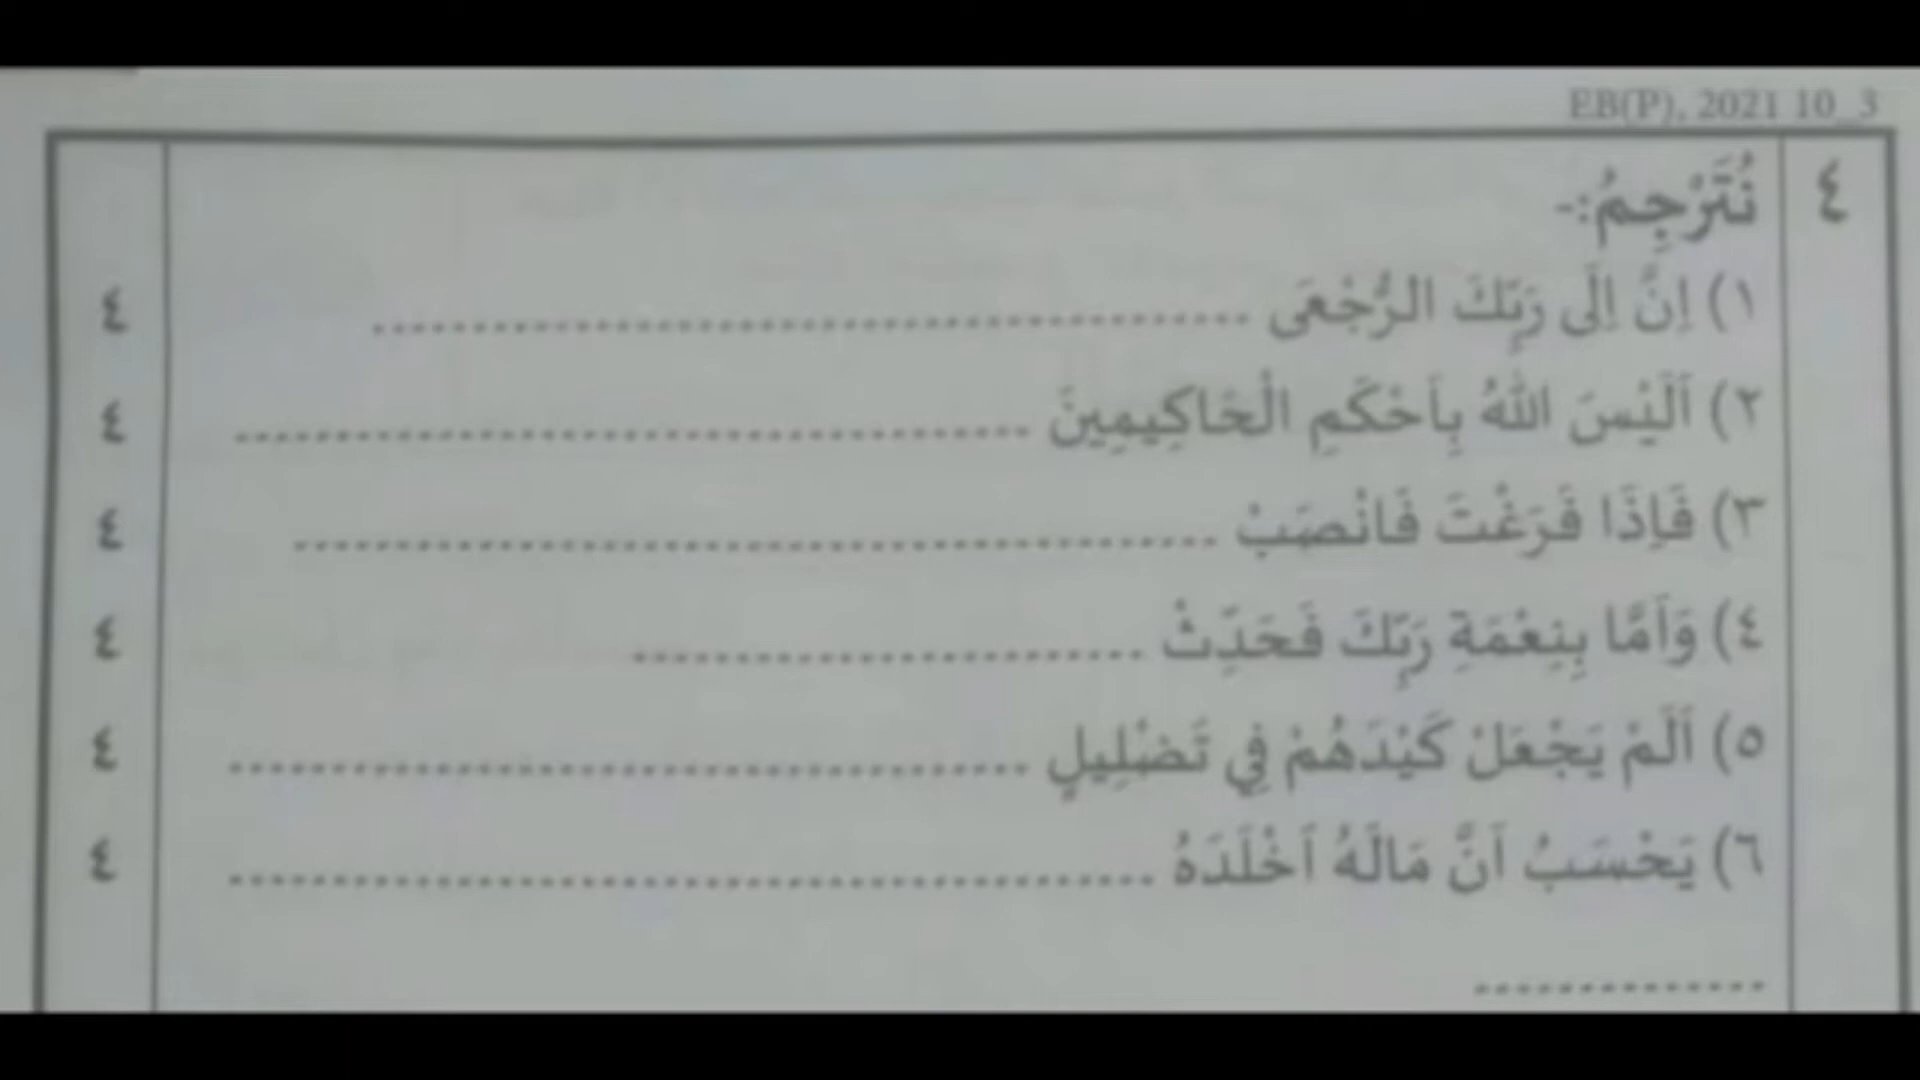 EB(P), 2021 10_3
٤ نُتَرْجِمُ:-
١) اِنَّ اِلَى رَبِّكَ الرُّجْعَى ........................................ ٤
٢) اَلَيْسَ اللّٰهُ بِاَحْكَمِ الْحَاكِيمِينَ ........................................ ٤
٣) فَاِذَا فَرَغْتَ فَانْصَبْ ........................................ ٤
٤) وَاَمَّا بِنِعْمَةِ رَبِّكَ فَحَدِّثْ .............................. ٤
٥) اَلَمْ يَجْعَلْ كَيْدَهُمْ فِي تَضْلِيلٍ ........................................ ٤
٦) يَحْسَبُ اَنَّ مَالَهُ اَخْلَدَهُ ........................................ ٤
..............